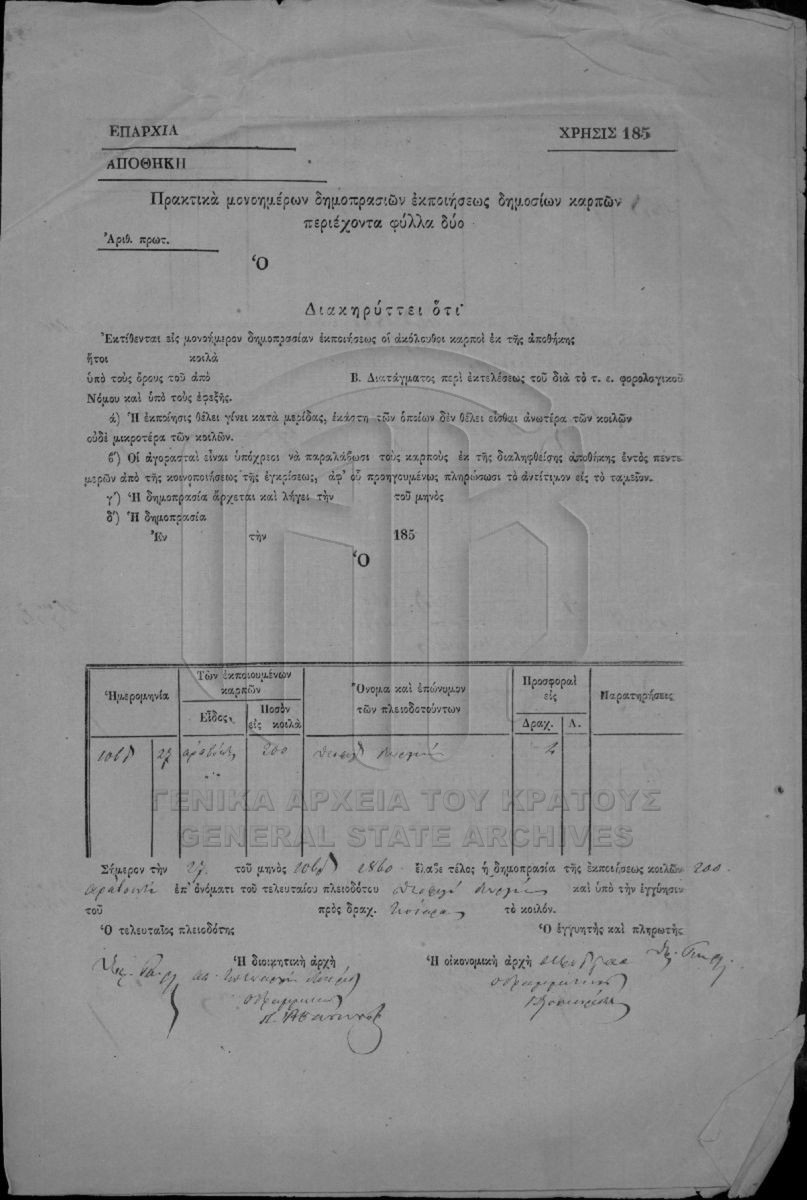 ΕΠΑΡΧΙΑ
ΧΡΗΣΙΣ 185
ΑΠΟΘΗΚΗ
Πρακτικὰ μονοημέρων δημοπρασιῶν ἐκποιήσεως δημοσίων καρπῶν
περιέχοντα φύλλα δύο
Ἀριθ. πρωτ.
Ὁ
Διακηρύττει ὅτι
Ἐκτίθενται εἰς μονοήμερον δημοπρασίαν ἐκποιήσεως οἱ ἀκόλουθοι καρποὶ ἐκ τῆς ἀποθήκης
ἤτοι κοιλὰ
ὑπὸ τοὺς ὅρους τοῦ ἀπὸ Β. Διατάγματος περὶ ἐκτελέσεως τοῦ διὰ τὸ τ. ε. φορολογικοῦ
Νόμου καὶ ὑπὸ τοὺς ἐφεξῆς.
ά) Ἡ ἐκποίησις θέλει γίνει κατὰ μερίδας, ἑκάστη τῶν ὁποίων δὲν θέλει εἶσθαι ἀνωτέρα τῶν κοιλῶν
οὐδὲ μικροτέρα τῶν κοιλῶν.
β΄) Οἱ ἀγορασταὶ εἶναι ὑπόχρεοι νὰ παραλάβωσι τοὺς καρποὺς ἐκ τῆς διαληφθείσης ἀποθήκης ἐντὸς πέντε
μερῶν ἀπὸ τῆς κοινοποιήσεως τῆς ἐγκρίσεως, ἀφ' οὗ προηγουμένως πληρώσωσι τὸ ἀντίτιμον εἰς τὸ ταμεῖον.
γ΄) Ἡ δημοπρασία ἄρχεται καὶ λήγει τὴν τοῦ μηνὸς
δ΄) Ἡ δημοπρασία
Ἐν τὴν 185
Ὁ
Ἡμερομηνία
Τῶν ἐκποιουμένων καρπῶν
Εἶδος,
Ποσὸν εἰς κοιλὰ
Ὄνομα καὶ ἐπώνυμον
τῶν πλειοδοτούντων
Προσφοραὶ
εἰς
Δραχ. Λ.
Παρατηρήσεις
10βρ 27 200 4
ΓΕΝΙΚΑ ΑΡΧΕΙΑ ΤΟΥ ΚΡΑΤΟΥΣ
GENERAL STATE ARCHIVES
Σήμερον τὴν 27 τοῦ μηνὸς 10βρ 1860 ἔλαβε τέλος ἡ δημοπρασία τῆς ἐκποιήσεως κοιλῶν 200
ἐπ' ὀνόματι τοῦ τελευταίου πλειοδότου καὶ ὑπὸ τὴν ἐγγύησιν
τοῦ πρὸς δραχ. τὸ κοιλόν.
Ὁ τελευταῖος πλειοδότης
Ὁ ἐγγυητὴς καὶ πληρωτὴς
Ἡ διοικητικὴ ἀρχὴ
Ἡ οἰκονομικὴ ἀρχὴ